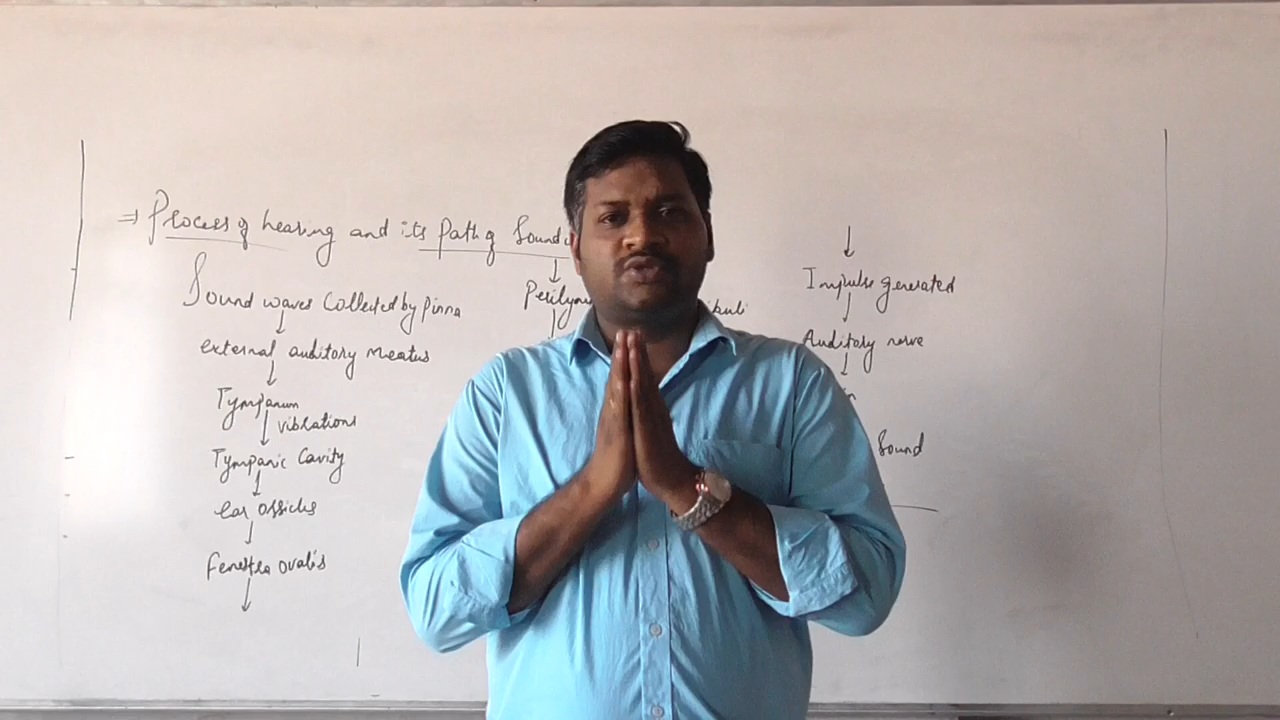 ⇒ Process of hearing and its Path of Sound
Sound waves Collected by Pinna
↓
external auditory meatus
↓
Tympanum
↓ vibrations
Tympanic Cavity
↓
ear ossicles
↓
Fenestra ovalis
↓
↓
↓
Impulse generated
↓
Auditory nerve
↓
Sound